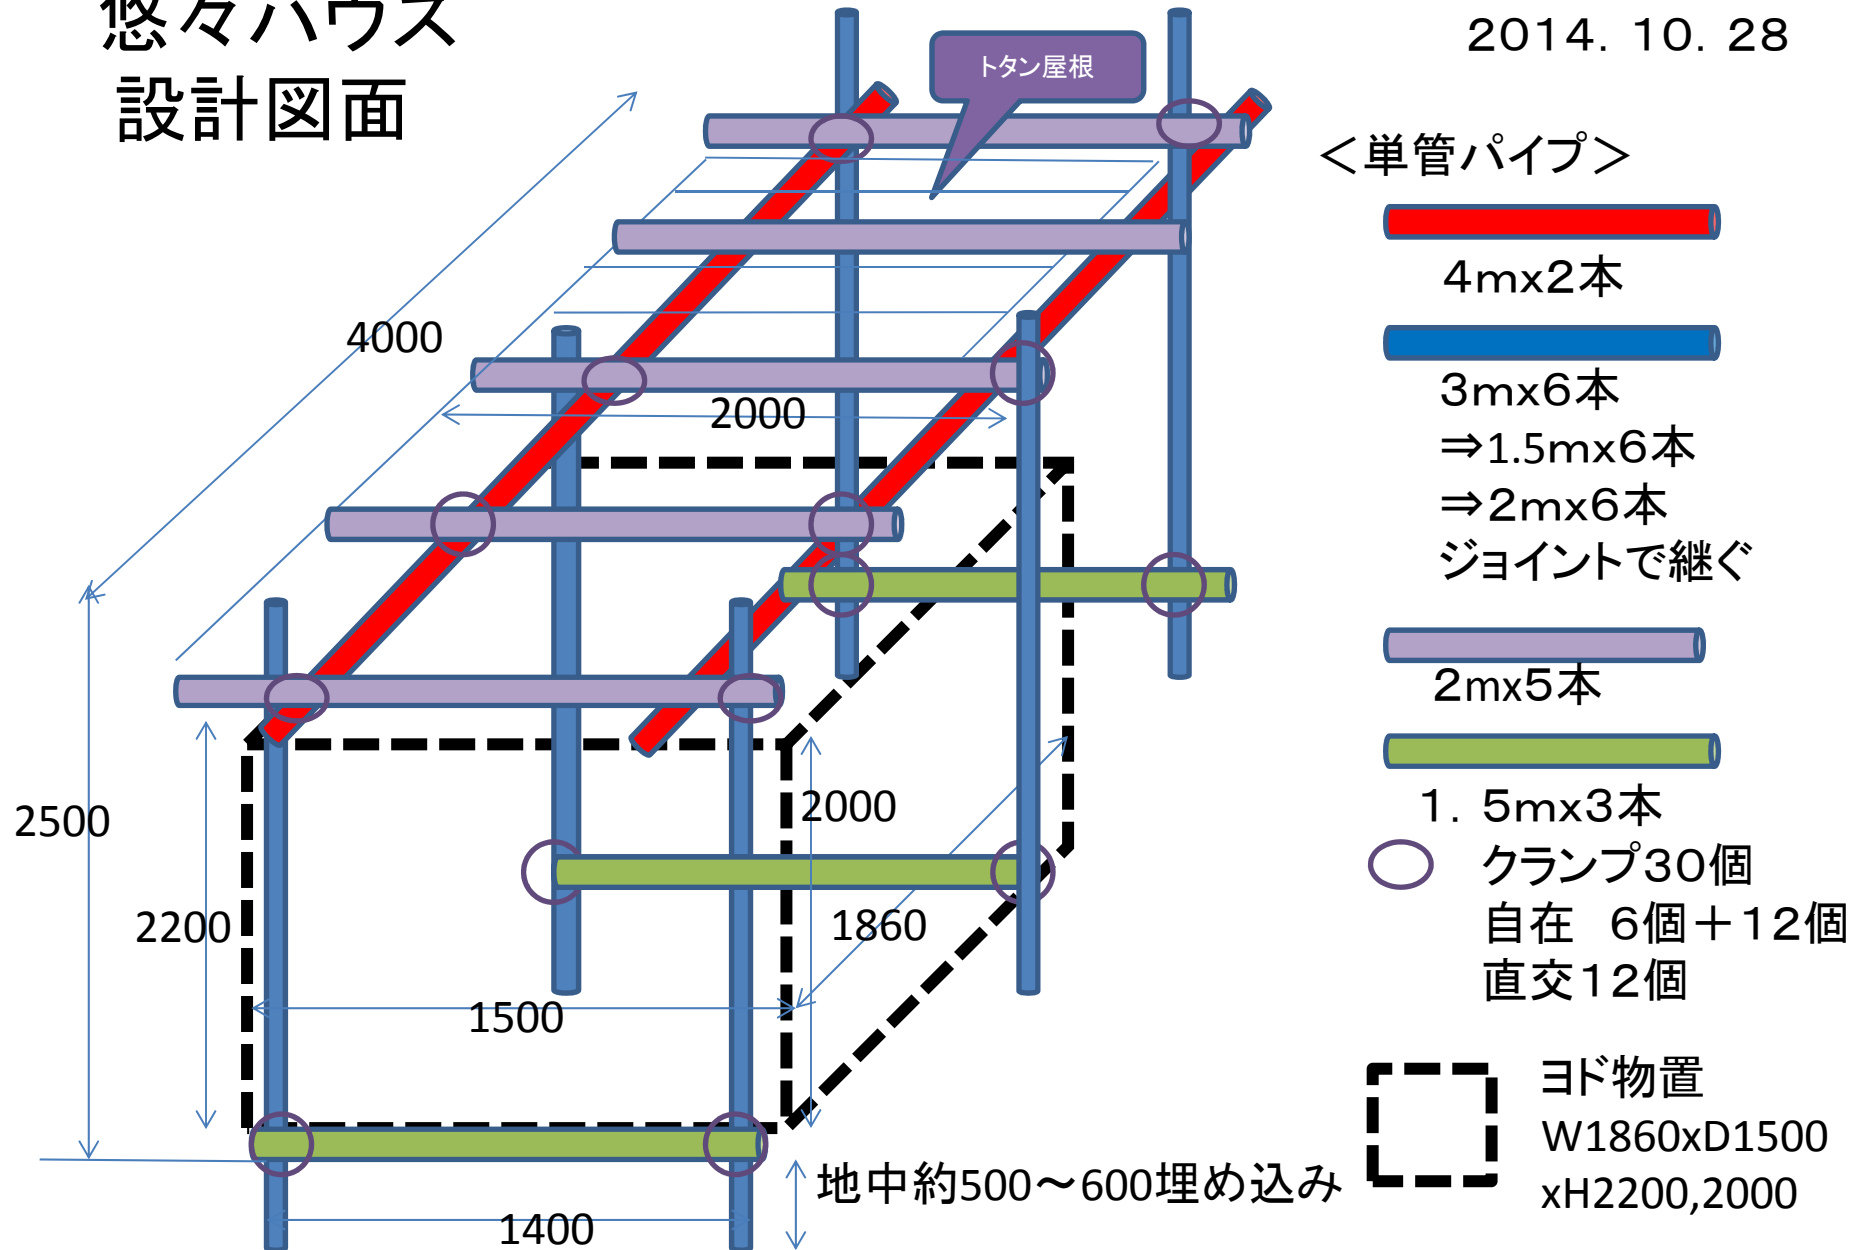 悠々ハウス
設計図面
2014. 10. 28
トタン屋根
＜単管パイプ＞
4mx2本
3mx6本
⇒1.5mx6本
⇒2mx6本
ジョイントで継ぐ
2mx5本
1. 5mx3本
クランプ30個
自在　6個＋12個
直交12個
ヨド物置
W1860xD1500
xH2200,2000
4000
2000
2500
2200
2000
1860
1500
1400
地中約500～600埋め込み